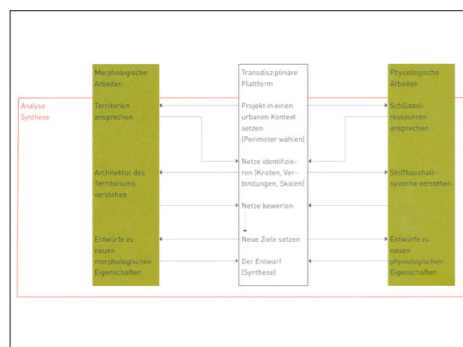 Analyse
Synthese
Morphologische
Arbeiten
Territorien
ansprechen
Architektur des
Territoriums
verstehen
Entwürfe zu
neuen
morphologischen
Eigenschaften
Transdisziplinäre
Plattform
Projekt in einen
urbanen Kontext
setzen
(Perimeter wählen)
Netze identifizie-
ren (Knoten, Ver-
bindungen, Skalen)
Netze bewerten
Neue Ziele setzen
Der Entwurf
(Synthese)
Physiologische
Arbeiten
Schlüssel-
ressourcen
ansprechen
Stoffhaushalt-
systeme verstehen
Entwürfe zu
neuen
physiologischen
Eigenschaften